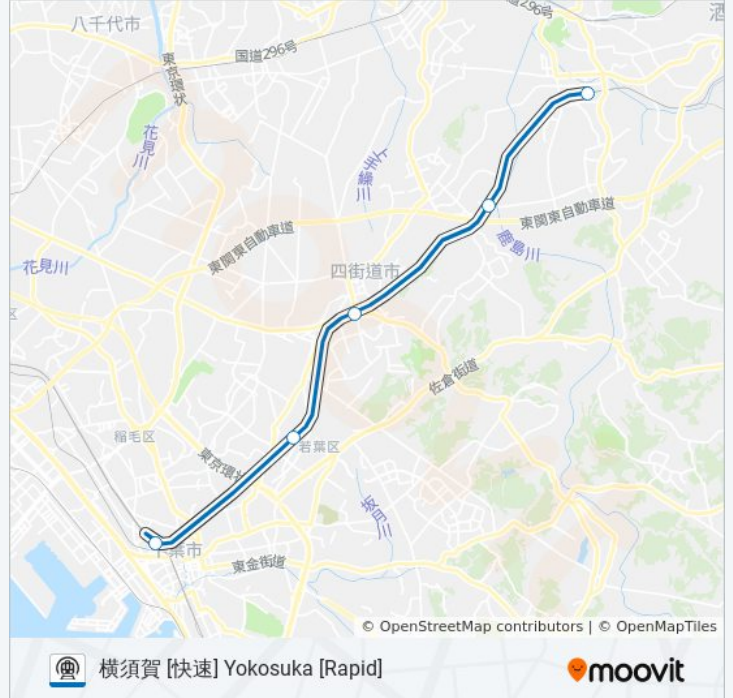 国道296号
八千代市
国道296号
酒
東京環状
花見川
手繰川
東関東自動車道
東関東自動車道
鹿島川
花見川
四街道市
区
佐倉街道
稲毛区
若葉区
東京環状
坂月川
千葉市
東金街道
© OpenStreetMap contributors | © OpenMapTiles
横須賀 [快速] Yokosuka [Rapid]
moovit